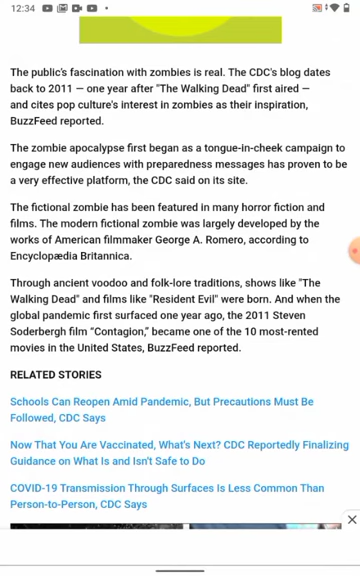 12:34
The public's fascination with zombies is real. The CDC's blog dates
back to 2011 — one year after "The Walking Dead" first aired —
and cites pop culture's interest in zombies as their inspiration,
BuzzFeed reported.
The zombie apocalypse first began as a tongue-in-cheek campaign to
engage new audiences with preparedness messages has proven to be
a very effective platform, the CDC said on its site.
The fictional zombie has been featured in many horror fiction and
films. The modern fictional zombie was largely developed by the
works of American filmmaker George A. Romero, according to
Encyclopædia Britannica.
Through ancient voodoo and folk-lore traditions, shows like "The
Walking Dead" and films like "Resident Evil" were born. And when the
global pandemic first surfaced one year ago, the 2011 Steven
Soderbergh film “Contagion,” became one of the 10 most-rented
movies in the United States, BuzzFeed reported.
RELATED STORIES
Schools Can Reopen Amid Pandemic, But Precautions Must Be
Followed, CDC Says
Now That You Are Vaccinated, What's Next? CDC Reportedly Finalizing
Guidance on What Is and Isn't Safe to Do
COVID-19 Transmission Through Surfaces Is Less Common Than
Person-to-Person, CDC Says